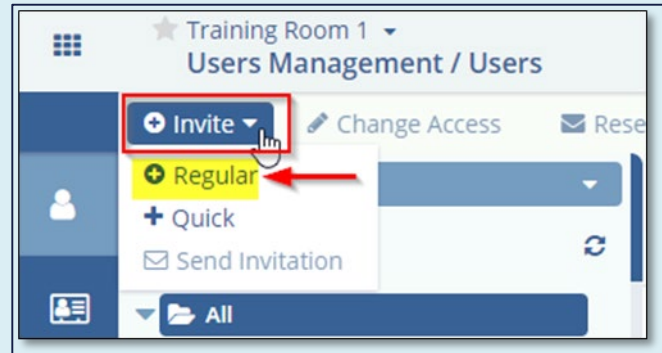 Training Room 1
Users Management / Users
Invite Change Access Rese
Regular
Quick
Send Invitation
All